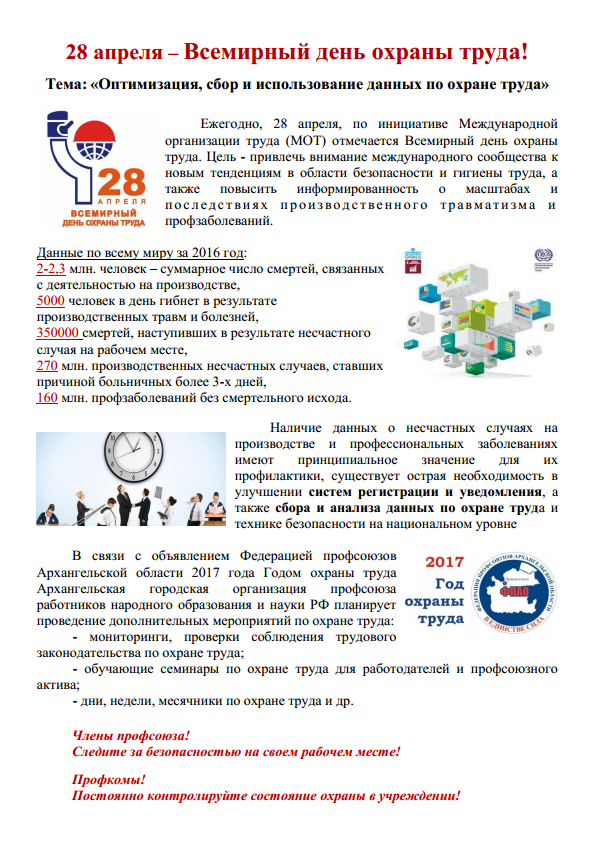 28 апреля – Всемирный день охраны труда!
Тема: «Оптимизация, сбор и использование данных по охране труда»
28
АПРЕЛЯ
ВСЕМИРНЫЙ
ДЕНЬ ОХРАНЫ ТРУДА
Ежегодно, 28 апреля, по инициативе Международной
организации труда (МОТ) отмечается Всемирный день охраны
труда. Цель - привлечь внимание международного сообщества к
новым тенденциям в области безопасности и гигиены труда, а
также повысить информированность о масштабах и
последствиях производственного травматизма и
профзаболеваний.
Данные по всему миру за 2016 год:
2-2,3 млн. человек – суммарное число смертей, связанных
с деятельностью на производстве,
5000 человек в день гибнет в результате
производственных травм и болезней,
350000 смертей, наступивших в результате несчастного
случая на рабочем месте,
270 млн. производственных несчастных случаев, ставших
причиной больничных более 3-х дней,
160 млн. профзаболеваний без смертельного исхода.
Наличие данных о несчастных случаях на
производстве и профессиональных заболеваниях
имеют принципиальное значение для их
профилактики, существует острая необходимость в
улучшении систем регистрации и уведомления, а
также сбора и анализа данных по охране труда и
технике безопасности на национальном уровне
В связи с объявлением Федерацией профсоюзов
Архангельской области 2017 года Годом охраны труда
Архангельская городская организация профсоюза
работников народного образования и науки РФ планирует
проведение дополнительных мероприятий по охране труда:
- мониторинги, проверки соблюдения трудового
законодательства по охране труда;
- обучающие семинары по охране труда для работодателей и профсоюзного
актива;
- дни, недели, месячники по охране труда и др.
2017
Год
охраны
труда
ФЕДЕРАЦИЯ ПРОФСОЮЗОВ АРХАНГЕЛЬСКОЙ ОБЛАСТИ
ФПАО
В ЕДИНСТВЕ СИЛА
Члены профсоюза!
Следите за безопасностью на своем рабочем месте!
Профкомы!
Постоянно контролируйте состояние охраны в учреждении!